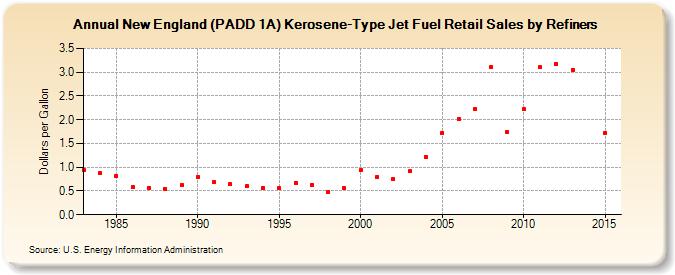 Annual New England (PADD 1A) Kerosene-Type Jet Fuel Retail Sales by Refiners
Dollars per Gallon
3.5
3.0
2.5
2.0
1.5
1.0
0.5
0.0
1985 1990 1995 2000 2005 2010 2015
Source: U.S. Energy Information Administration